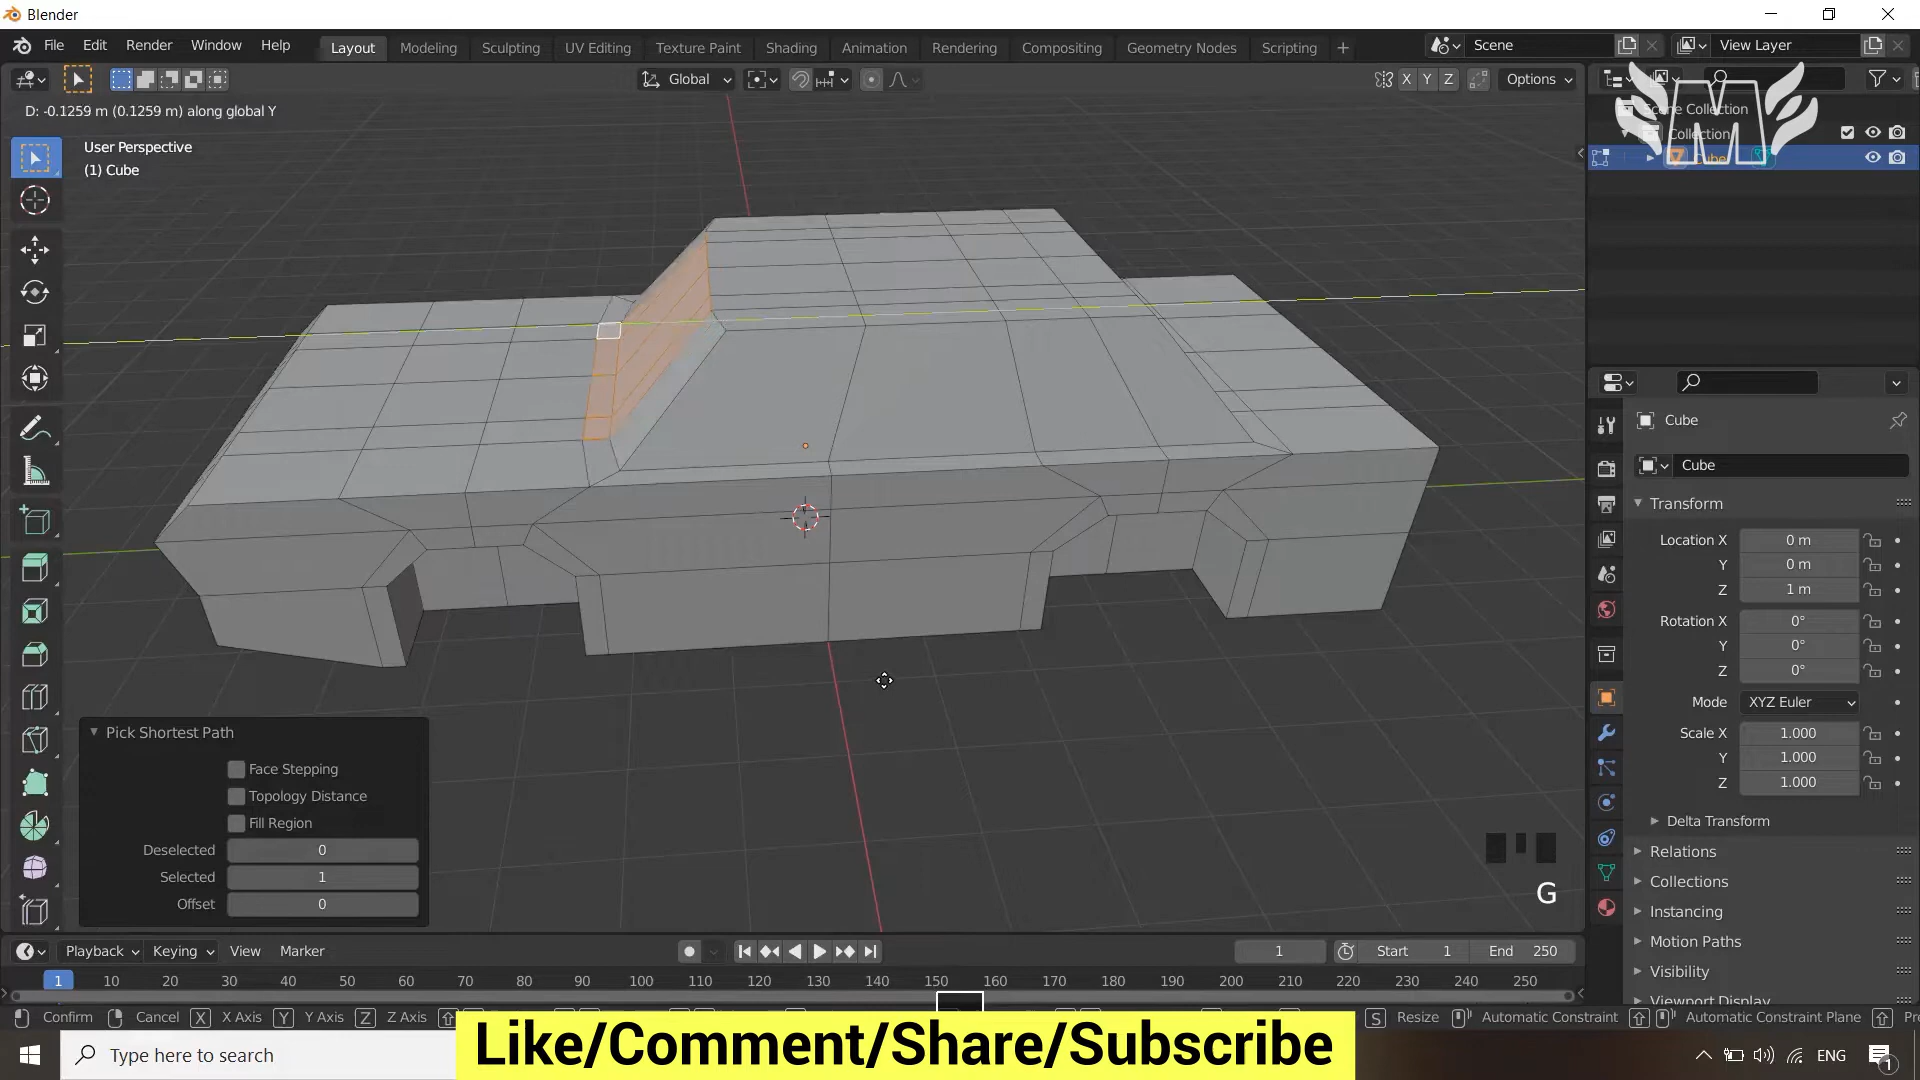 Blender
File Edit Render Window Help Layout Modeling Sculpting UV Editing Texture Paint Shading Animation Rendering Compositing Geometry Nodes Scripting + Scene View Layer
Global X Y Z Options
D: -0.1259 m (0.1259 m) along global Y
User Perspective
(1) Cube
Scene Collection
Collection
Cube
M
Cube
Cube
Transform
Location X 0 m
Y 0 m
Z 1 m
Rotation X 0°
Y 0°
Z 0°
Mode XYZ Euler
Scale X 1.000
Y 1.000
Z 1.000
Delta Transform
Relations
Collections
Instancing
Motion Paths
Visibility
Viewport Display
Pick Shortest Path
Face Stepping
Topology Distance
Fill Region
Deselected 0
Selected 1
Offset 0
G
Playback Keying View Marker 1 Start 1 End 250
1 10 20 30 40 50 60 70 80 90 100 110 120 130 140 150 160 170 180 190 200 210 220 230 240 250
Confirm Cancel X X Axis Y Y Axis Z Z Axis S Resize Automatic Constraint Automatic Constraint Plane
Like/Comment/Share/Subscribe
Type here to search ENG 1